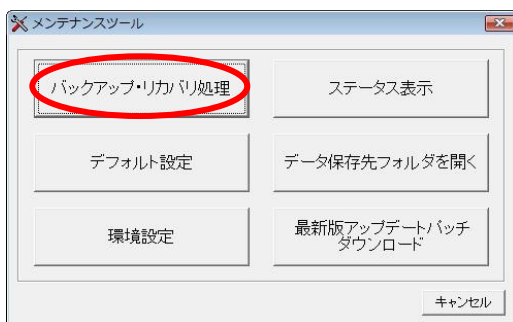 メンテナンスツール
バックアップ・リカバリ処理
ステータス表示
デフォルト設定
データ保存先フォルダを開く
環境設定
最新版アップデートパッチ
ダウンロード
キャンセル